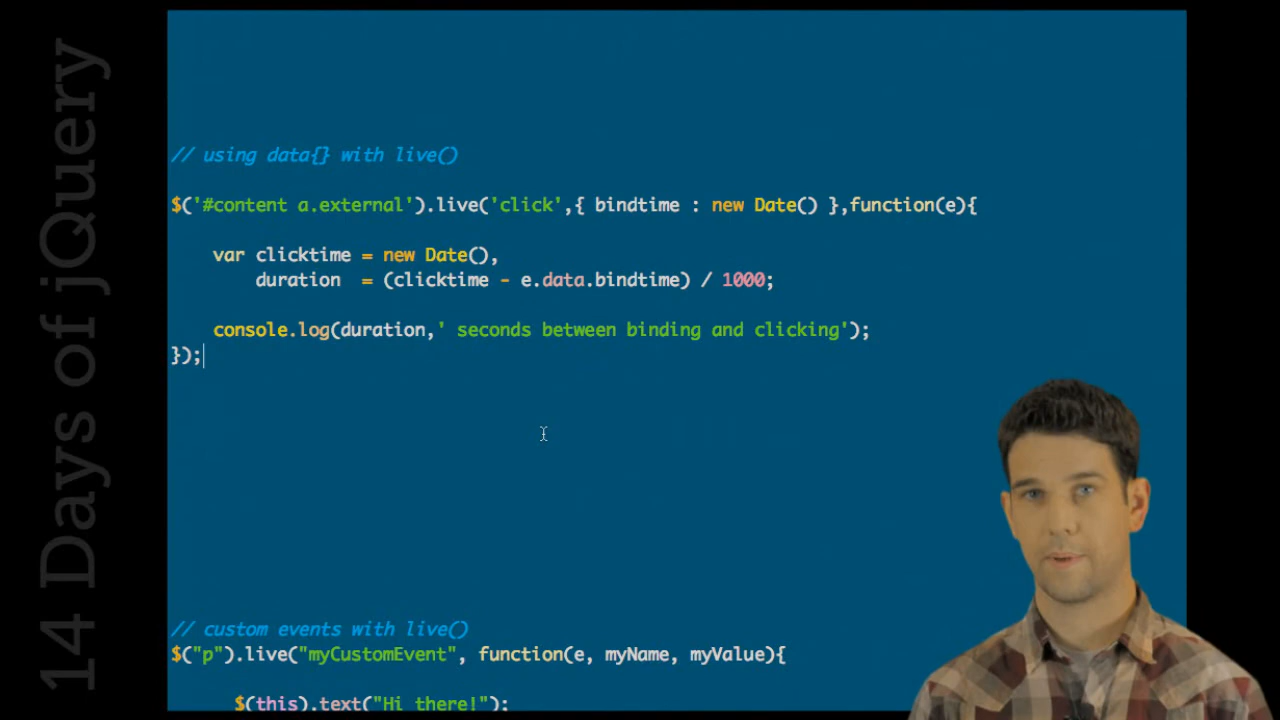 14 Days of jQuery
// using data{} with live()
$('#content a.external').live('click',{ bindtime : new Date() },function(e){
var clicktime = new Date(),
duration = (clicktime - e.data.bindtime) / 1000;
console.log(duration,' seconds between binding and clicking');
});
// custom events with live()
$("p").live("myCustomEvent", function(e, myName, myValue){
$(this).text("Hi there!");